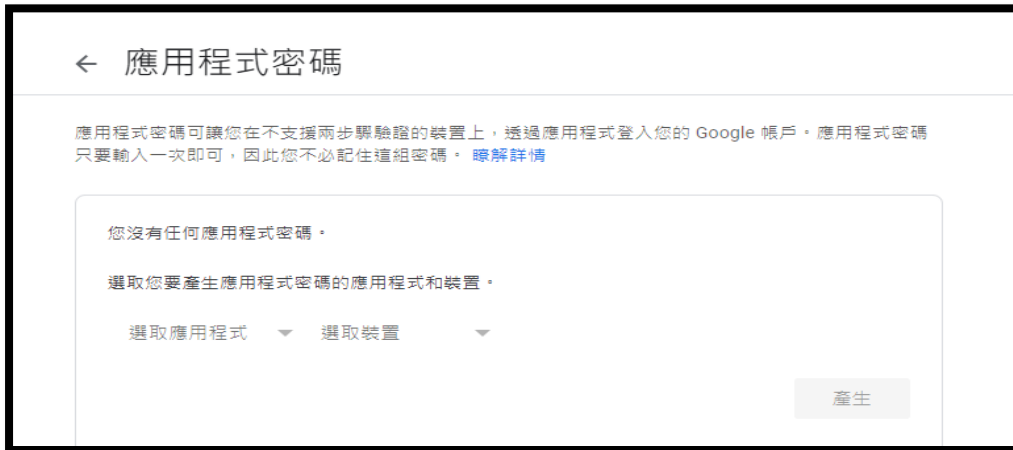 應用程式密碼
應用程式密碼可讓您在不支援兩步驟驗證的裝置上，透過應用程式登入您的 Google 帳戶。應用程式密碼
只要輸入一次即可，因此您不必記住這組密碼。 瞭解詳情
您沒有任何應用程式密碼。
選取您要產生應用程式密碼的應用程式和裝置。
選取應用程式 選取裝置
產生